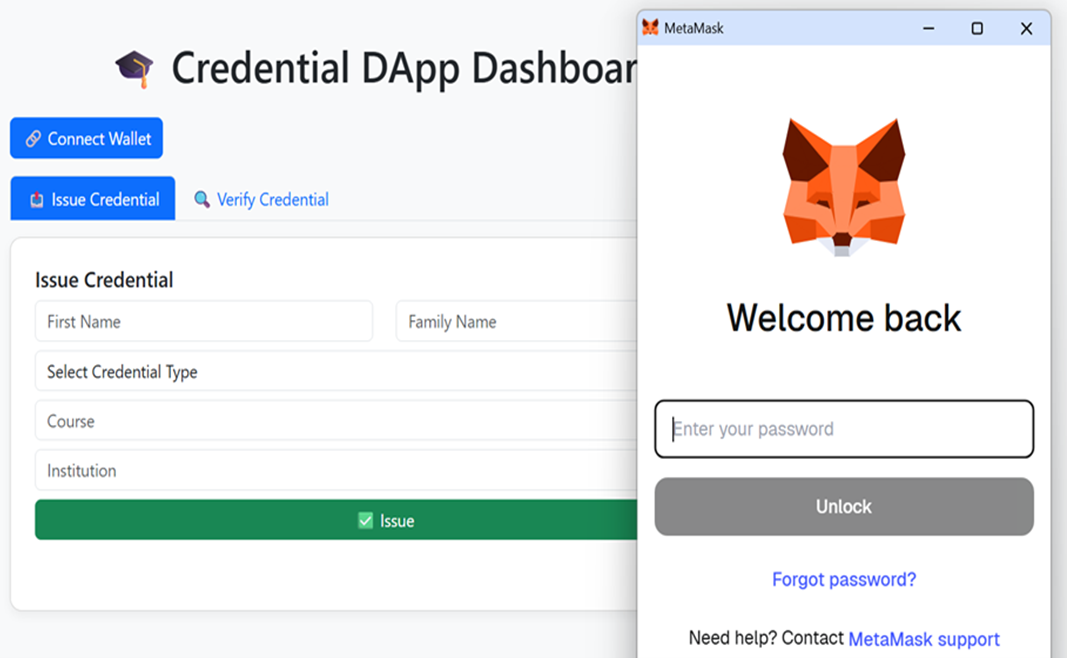 Credential DApp Dashboar
Connect Wallet
Issue Credential
Verify Credential
Issue Credential
First Name
Family Name
Select Credential Type
Course
Institution
Issue
MetaMask
Welcome back
Enter your password
Unlock
Forgot password?
Need help? Contact MetaMask support